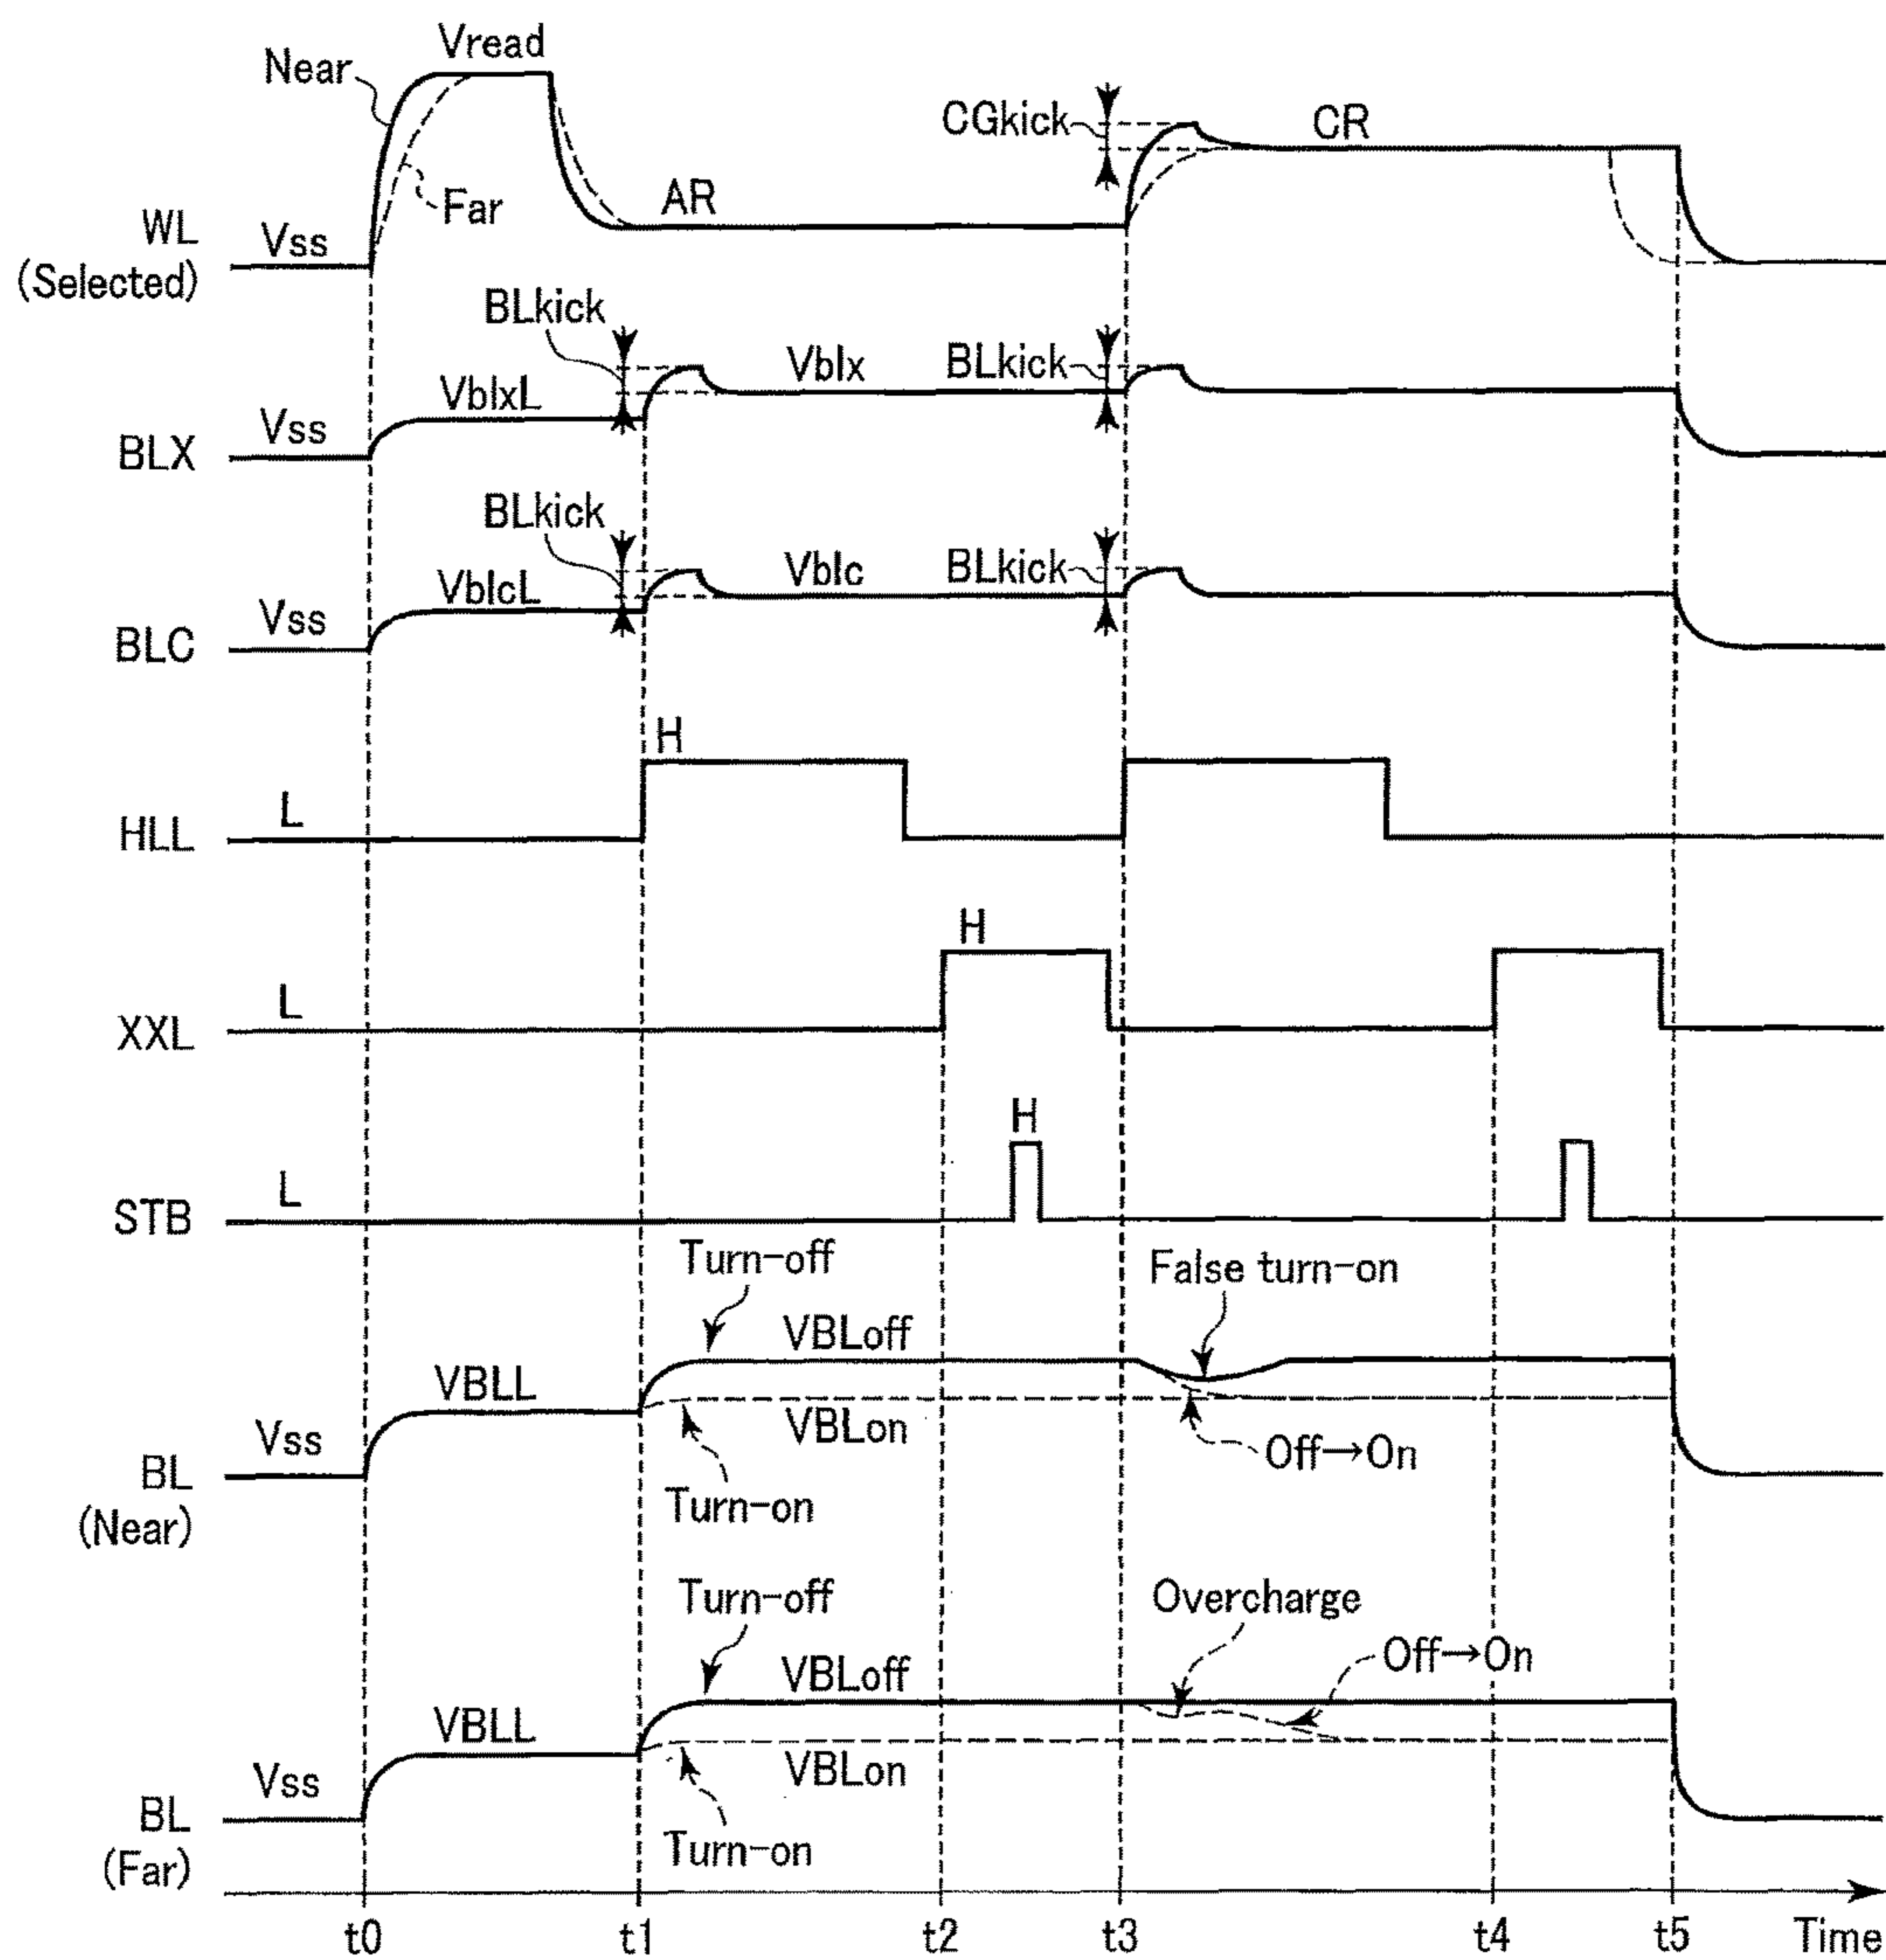 Vread
Near
CGkick
CR
Far
AR
WL
(Selected)
Vss
BLkick
Vblx
BLkick
VblxL
Vss
BLX
BLkick
Vblc
BLkick
VblcL
Vss
BLC
H
L
HLL
H
L
XXL
H
L
STB
Turn-off
False turn-on
VBLoff
VBLL
VBLon
Vss
Off→On
BL
(Near)
Turn-on
Turn-off
Overcharge
Off→On
VBLoff
VBLL
VBLon
Vss
BL
(Far)
Turn-on
t0 t1 t2 t3 t4 t5 Time